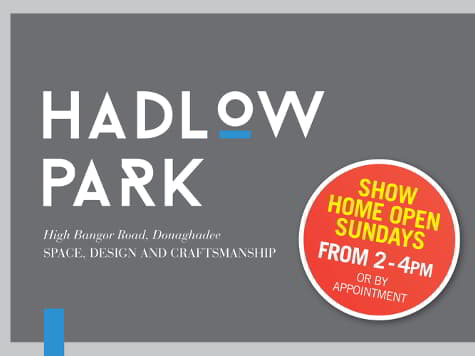 HADLOW
PARK
High Bangor Road, Donaghadee
SPACE, DESIGN AND CRAFTSMANSHIP
SHOW
HOME OPEN
SUNDAYS
FROM 2-4PM
OR BY
APPOINTMENT